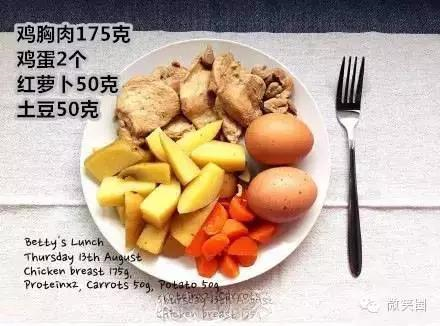 鸡胸肉175克
鸡蛋2个
红萝卜50克
土豆50克
Betty's Lunch
Thursday 13th August
Chicken breast 175g,
Proteinx2, Carrots 50g, Potato 50g
微笑圈